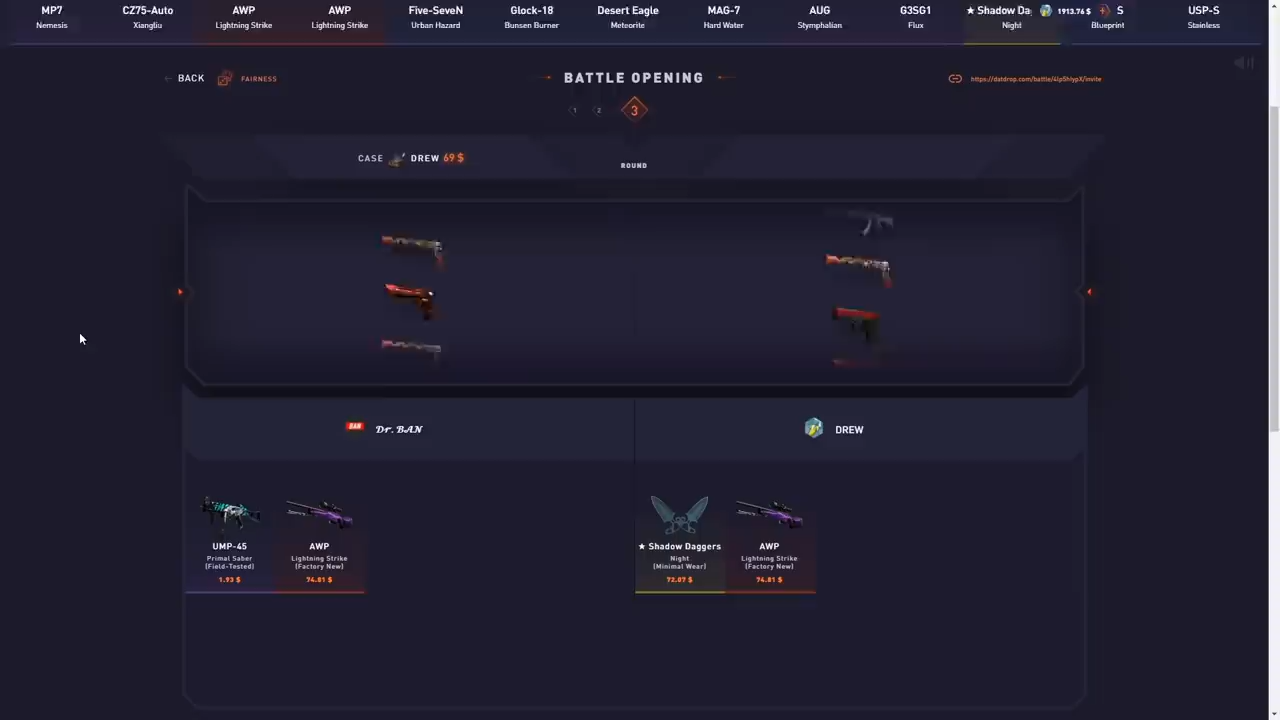 MP7 CZ75-Auto AWP AWP Five-SeveN Glock-18 Desert Eagle MAG-7 AUG G3SG1 ★ Shadow Da 1913.76 $ S USP-S
Nemesis Xiangliu Lightning Strike Lightning Strike Urban Hazard Bunsen Burner Meteorite Hard Water Stymphalian Flux Night Blueprint Stainless
← BACK FAIRNESS BATTLE OPENING https://datdrop.com/battle/4lpShlypX/invite
1 2 3
CASE DREW 69 $
ROUND
BAN Dr. BAN DREW
UMP-45 AWP ★ Shadow Daggers AWP
Primal Saber Lightning Strike Night Lightning Strike
(Field-Tested) (Factory New) (Minimal Wear) (Factory New)
1.93 $ 74.81 $ 72.07 $ 74.81 $